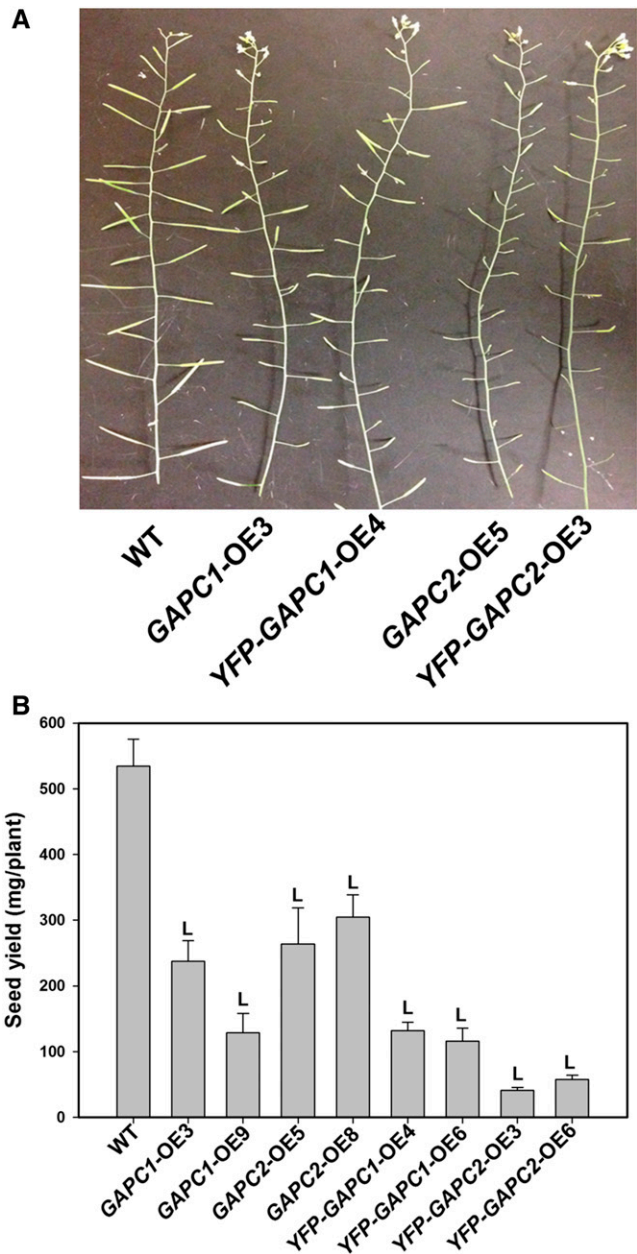 A
WT
GAPC1-OE3
YFP-GAPC1-OE4
GAPC2-OE5
YFP-GAPC2-OE3
B
Seed yield (mg/plant)
600
500
400
300
200
100
0
L
L
L
L
L
L
L
L
WT
GAPC1-OE3
GAPC1-OE9
GAPC2-OE5
GAPC2-OE8
YFP-GAPC1-OE4
YFP-GAPC1-OE6
YFP-GAPC2-OE3
YFP-GAPC2-OE6